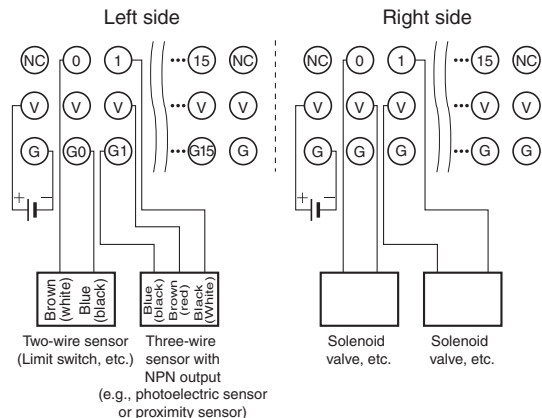 Left side
Right side
NC 0 1 ••• 15 NC
NC 0 1 ••• 15 NC
V V V ••• V V
V V V ••• V V
G G0 G1 ••• G15 G
G G G ••• G G
+ −
+ −
Brown (white)
Blue (black)
Blue (black)
Brown (red)
Black (White)
Two-wire sensor
(Limit switch, etc.)
Three-wire
sensor with
NPN output
(e.g., photoelectric sensor
or proximity sensor)
Solenoid
valve, etc.
Solenoid
valve, etc.